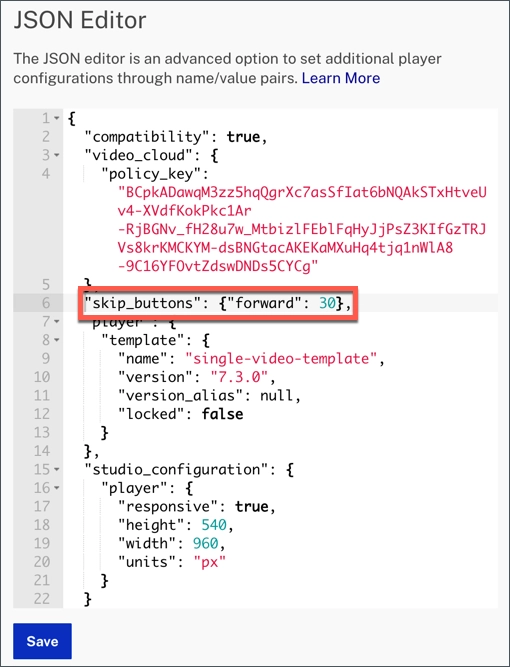 JSON Editor
The JSON editor is an advanced option to set additional player
configurations through name/value pairs. Learn More
1 {
2 "compatibility": true,
3 "video_cloud": {
4 "policy_key":
"BCpkADawqM3zz5hqQgrXc7asSfIat6bNQAkSTxHtveU
v4-XVdfKokPkc1Ar
-RjBGNv_fH28u7w_MtbizlFEblFqHyJjPsZ3KIfGzTRJ
Vs8krKMCKYM-dsBNGtacAKEKaMXuHq4tjq1nWlA8
-9C16YFOvtZdswDNDs5CYCg"
5 },
6 "skip_buttons": {"forward": 30},
7 "player": {
8 "template": {
9 "name": "single-video-template",
10 "version": "7.3.0",
11 "version_alias": null,
12 "locked": false
13 }
14 },
15 "studio_configuration": {
16 "player": {
17 "responsive": true,
18 "height": 540,
19 "width": 960,
20 "units": "px"
21 }
22 }
Save